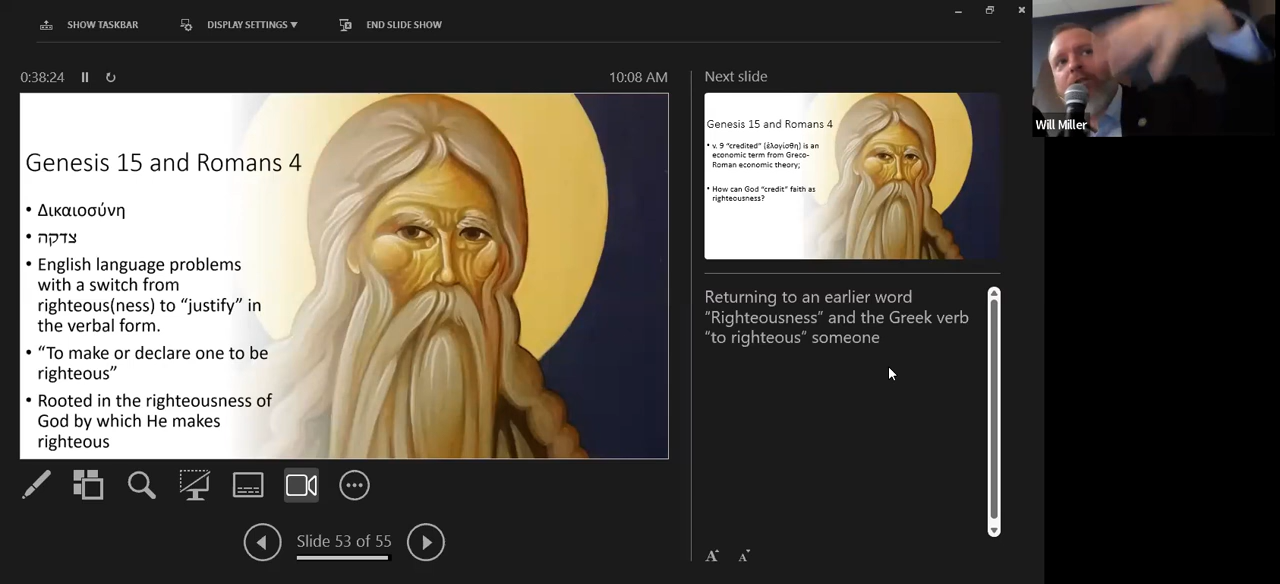 SHOW TASKBAR
DISPLAY SETTINGS ▼
END SLIDE SHOW
0:38:24
10:08 AM
Genesis 15 and Romans 4
• Δικαιοσύνη
• צדקה
• English language problems
with a switch from
righteous(ness) to “justify” in
the verbal form.
• “To make or declare one to be
righteous”
• Rooted in the righteousness of
God by which He makes
righteous
Slide 53 of 55
Next slide
Genesis 15 and Romans 4
• v. 9 “credited” (ἐλογίσθη) is an
economic term from Greco-
Roman economic theory;
• How can God “credit” faith as
righteousness?
Returning to an earlier word
“Righteousness” and the Greek verb
“to righteous” someone
A
A
Will Miller